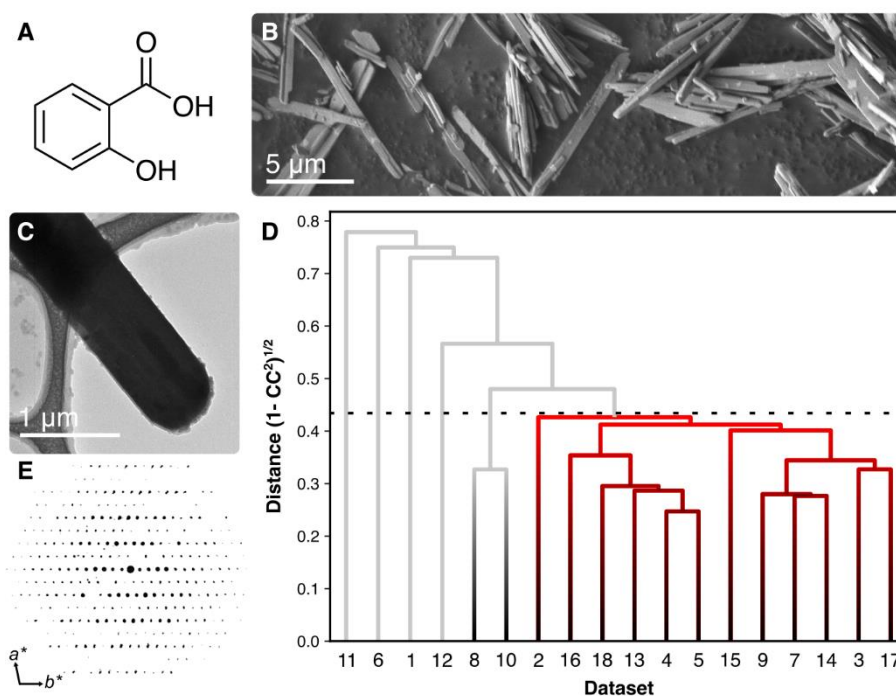 A
O
OH
OH
B
5 µm
C
1 µm
D
Distance (1- CC²)¹/²
0.8
0.7
0.6
0.5
0.4
0.3
0.2
0.1
0.0
11 6 1 12 8 10 2 16 18 13 4 5 15 9 7 14 3 17
Dataset
E
a*
b*